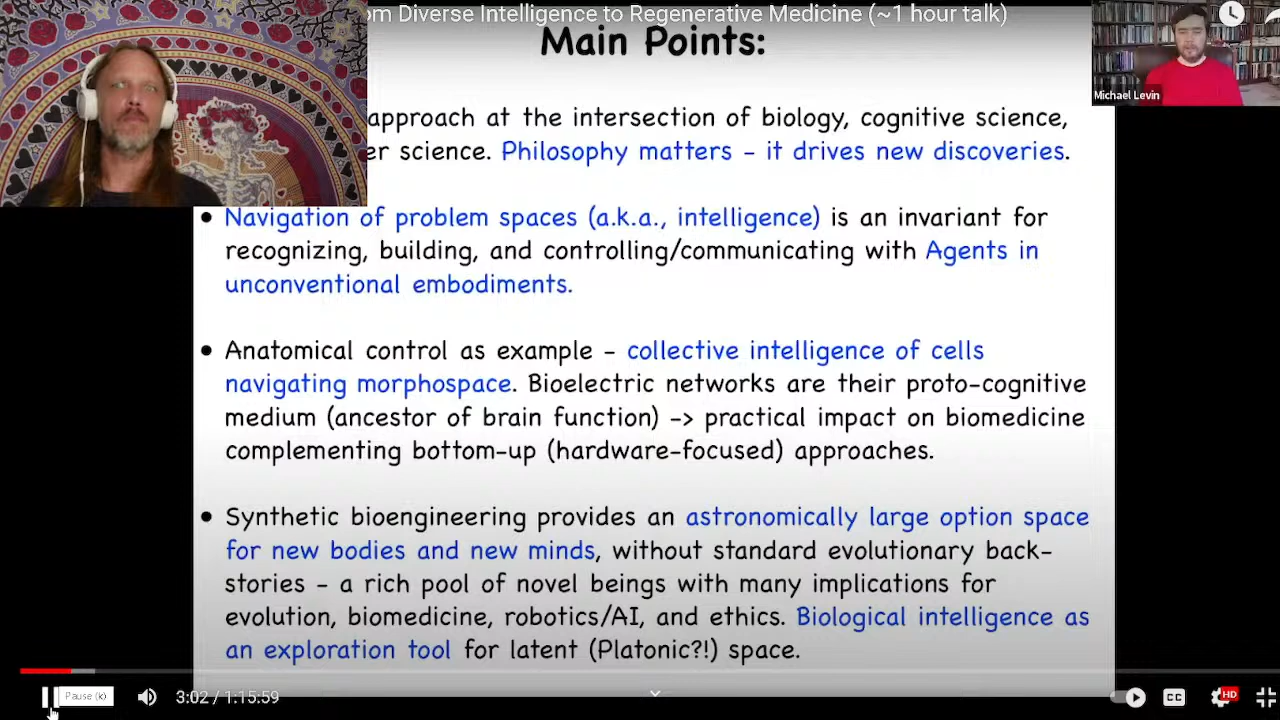 om Diverse Intelligence to Regenerative Medicine (~1 hour talk)
Main Points:
Michael Levin
approach at the intersection of biology, cognitive science,
er science. Philosophy matters - it drives new discoveries.
• Navigation of problem spaces (a.k.a., intelligence) is an invariant for
recognizing, building, and controlling/communicating with Agents in
unconventional embodiments.
• Anatomical control as example - collective intelligence of cells
navigating morphospace. Bioelectric networks are their proto-cognitive
medium (ancestor of brain function) -> practical impact on biomedicine
complementing bottom-up (hardware-focused) approaches.
• Synthetic bioengineering provides an astronomically large option space
for new bodies and new minds, without standard evolutionary back-
stories - a rich pool of novel beings with many implications for
evolution, biomedicine, robotics/AI, and ethics. Biological intelligence as
an exploration tool for latent (Platonic?!) space.
Pause (k)
3:02 / 1:15:59
CC
HD